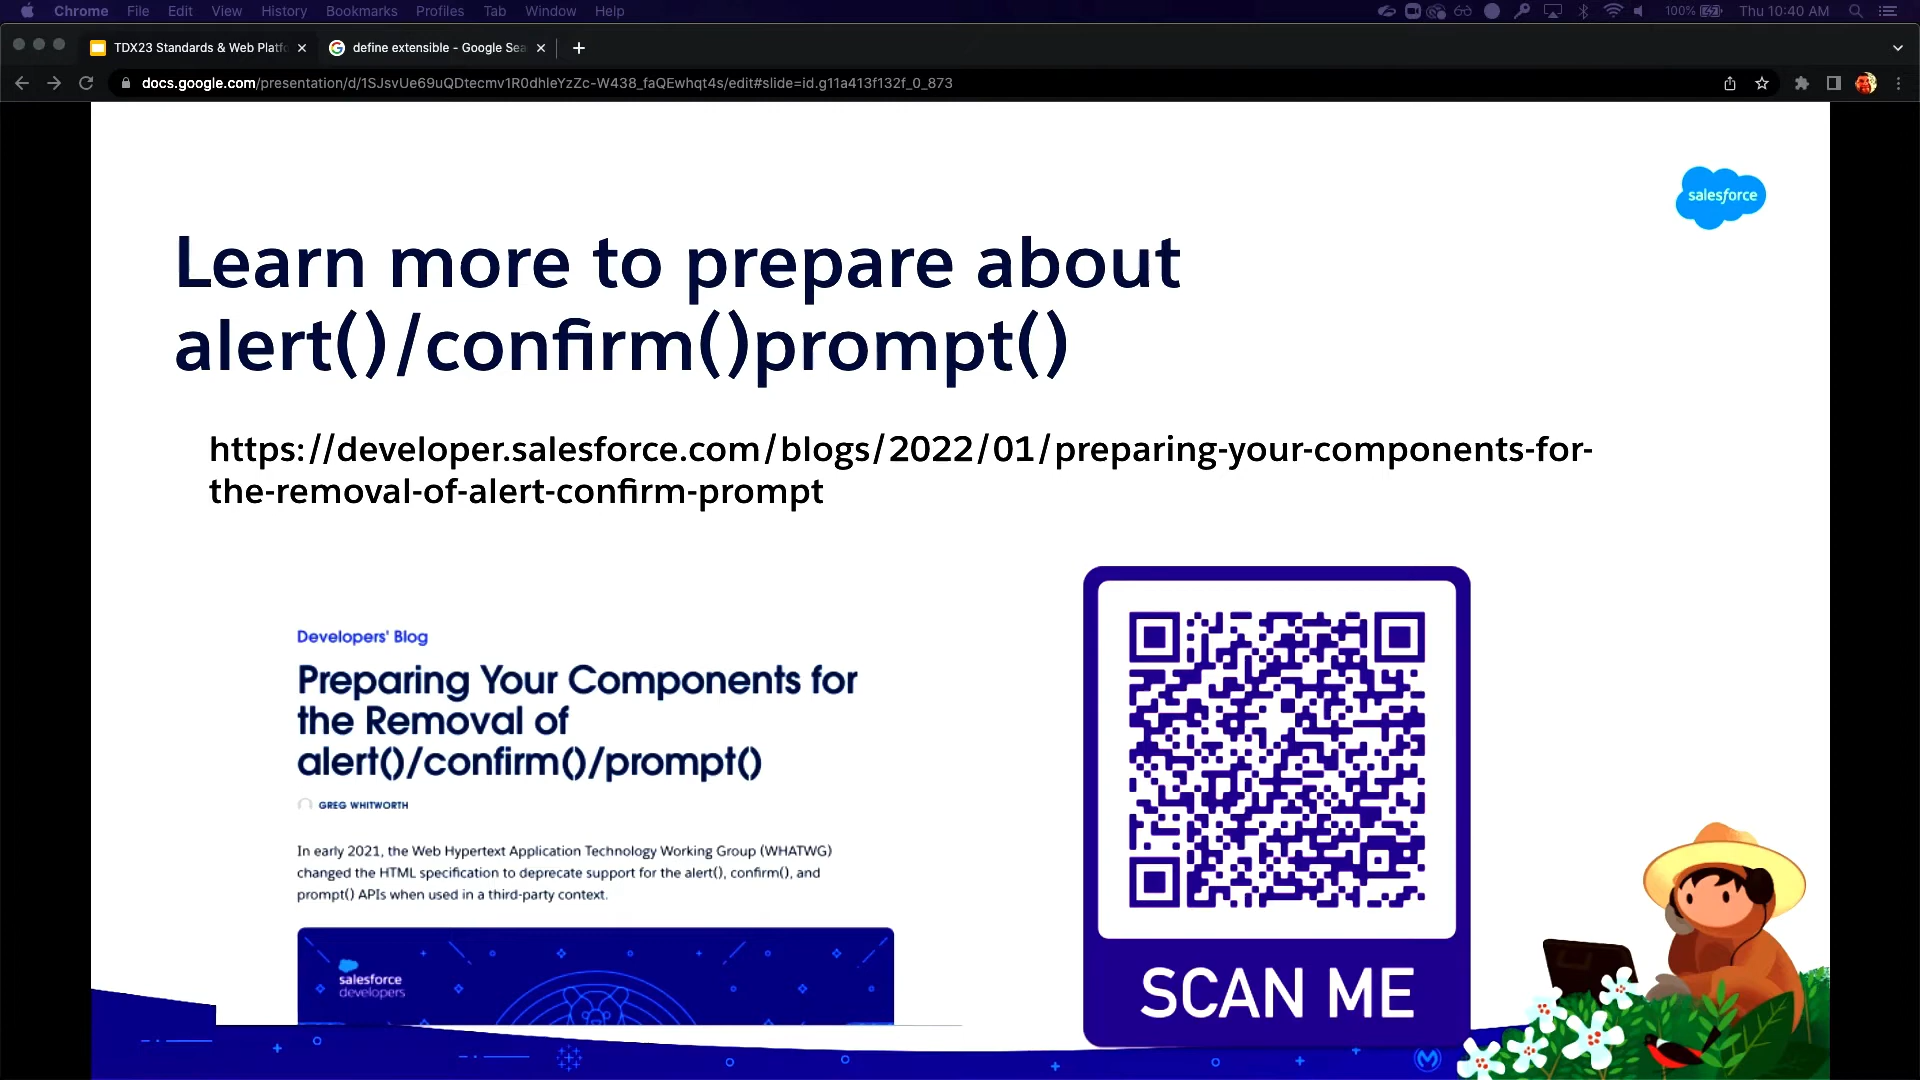 Chrome File Edit View History Bookmarks Profiles Tab Window Help 100% Thu 10:40 AM
TDX23 Standards & Web Platfo define extensible - Google Sea
docs.google.com/presentation/d/1SJsvUe69uQDtecmv1R0dhleYzZc-W438_faQEwhqt4s/edit#slide=id.g11a413f132f_0_873
salesforce
Learn more to prepare about
alert()/confirm()prompt()
https://developer.salesforce.com/blogs/2022/01/preparing-your-components-for-
the-removal-of-alert-confirm-prompt
Developers' Blog
Preparing Your Components for
the Removal of
alert()/confirm()/prompt()
GREG WHITWORTH
In early 2021, the Web Hypertext Application Technology Working Group (WHATWG)
changed the HTML specification to deprecate support for the alert(), confirm(), and
prompt() APIs when used in a third-party context.
salesforce
developers
SCAN ME